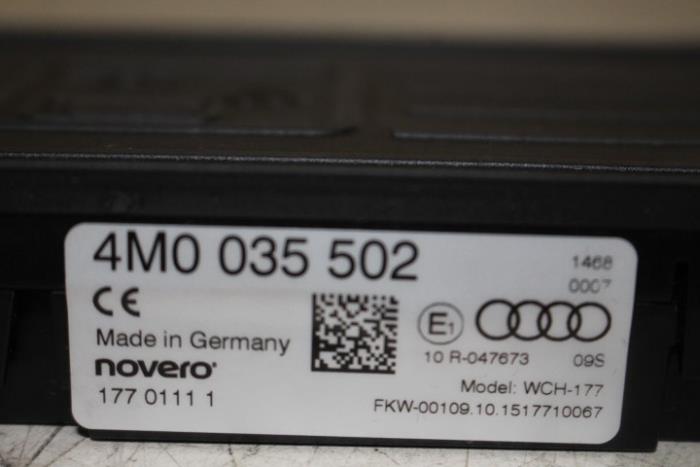 4M0 035 502
1468
0007
CE
E1
Made in Germany
10 R-047673
09S
novero
Model: WCH-177
177 0111 1
FKW-00109.10.1517710067